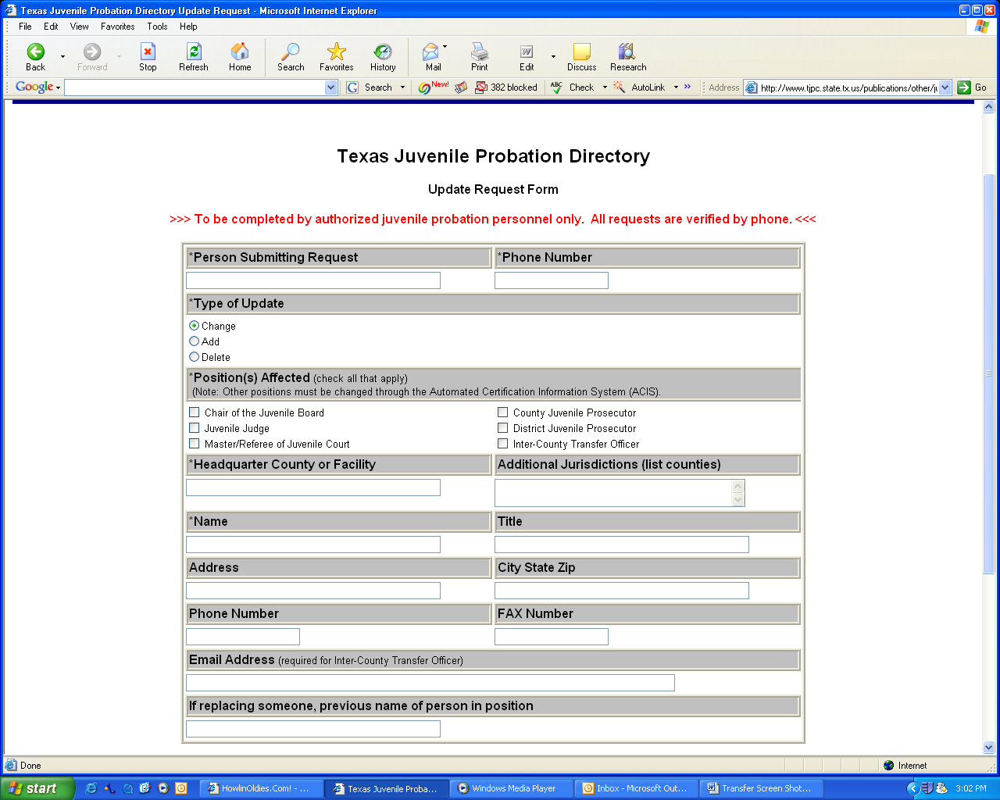 Texas Juvenile Probation Directory Update Request - Microsoft Internet Explorer
File Edit View Favorites Tools Help
Back Forward Stop Refresh Home Search Favorites History Mail Print Edit Discuss Research
Google Search New! 382 blocked ABC Check AutoLink » Address http://www.tjpc.state.tx.us/publications/other/ju Go
Texas Juvenile Probation Directory
Update Request Form
>>> To be completed by authorized juvenile probation personnel only. All requests are verified by phone. <<<
*Person Submitting Request *Phone Number
*Type of Update
Change
Add
Delete
*Position(s) Affected (check all that apply)
(Note: Other positions must be changed through the Automated Certification Information System (ACIS).
Chair of the Juvenile Board County Juvenile Prosecutor
Juvenile Judge District Juvenile Prosecutor
Master/Referee of Juvenile Court Inter-County Transfer Officer
*Headquarter County or Facility Additional Jurisdictions (list counties)
*Name Title
Address City State Zip
Phone Number FAX Number
Email Address (required for Inter-County Transfer Officer)
If replacing someone, previous name of person in position
Done Internet
start HowlinOldies.Com! - ... Texas Juvenile Proba... Windows Media Player Inbox - Microsoft Out... Transfer Screen Shot... 3:02 PM